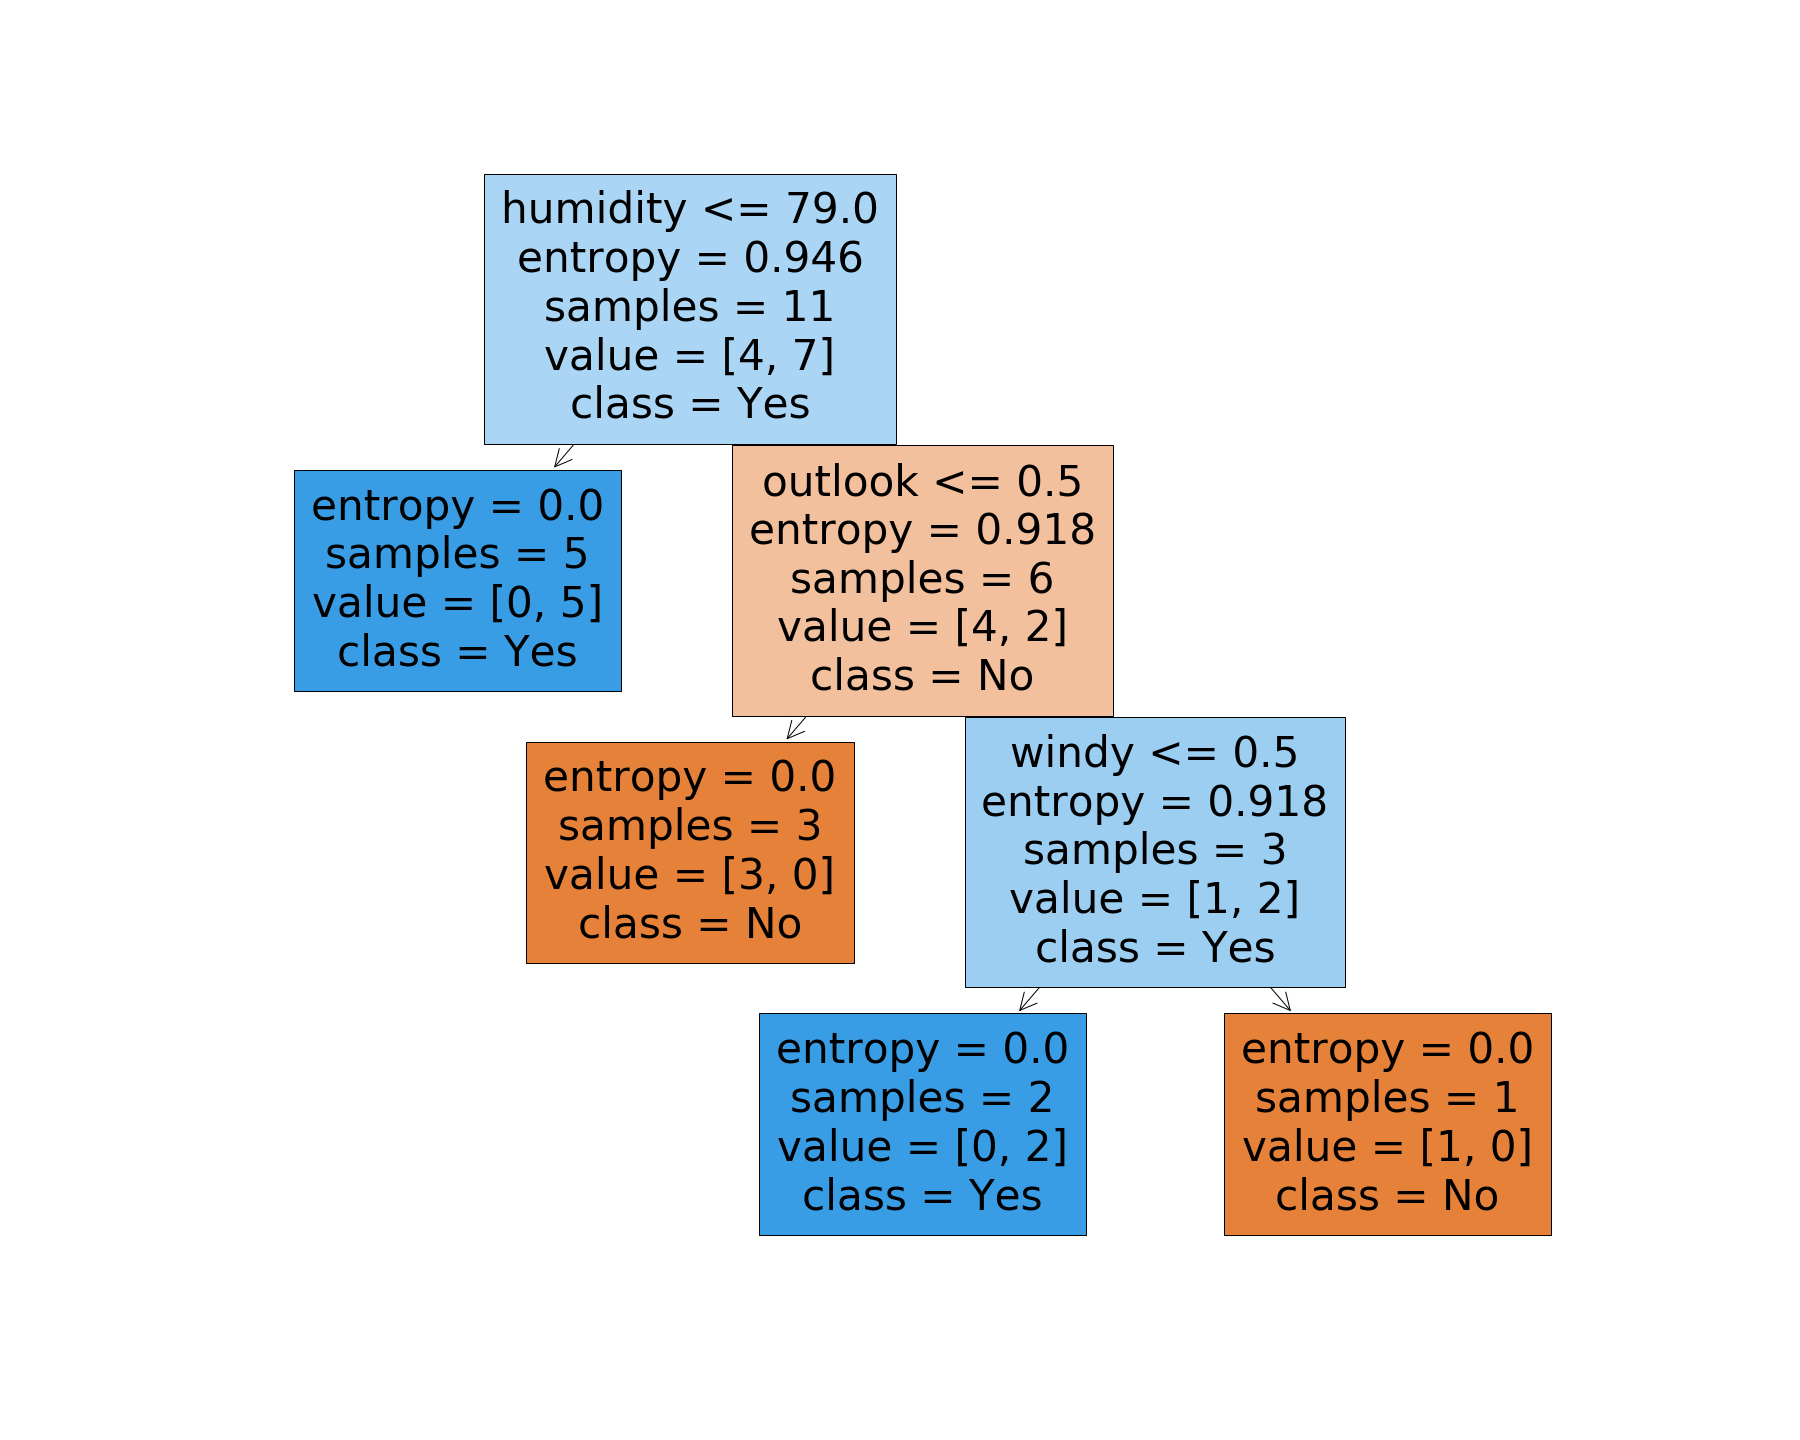 humidity <= 79.0
entropy = 0.946
samples = 11
value = [4, 7]
class = Yes
entropy = 0.0
samples = 5
value = [0, 5]
class = Yes
outlook <= 0.5
entropy = 0.918
samples = 6
value = [4, 2]
class = No
entropy = 0.0
samples = 3
value = [3, 0]
class = No
windy <= 0.5
entropy = 0.918
samples = 3
value = [1, 2]
class = Yes
entropy = 0.0
samples = 2
value = [0, 2]
class = Yes
entropy = 0.0
samples = 1
value = [1, 0]
class = No